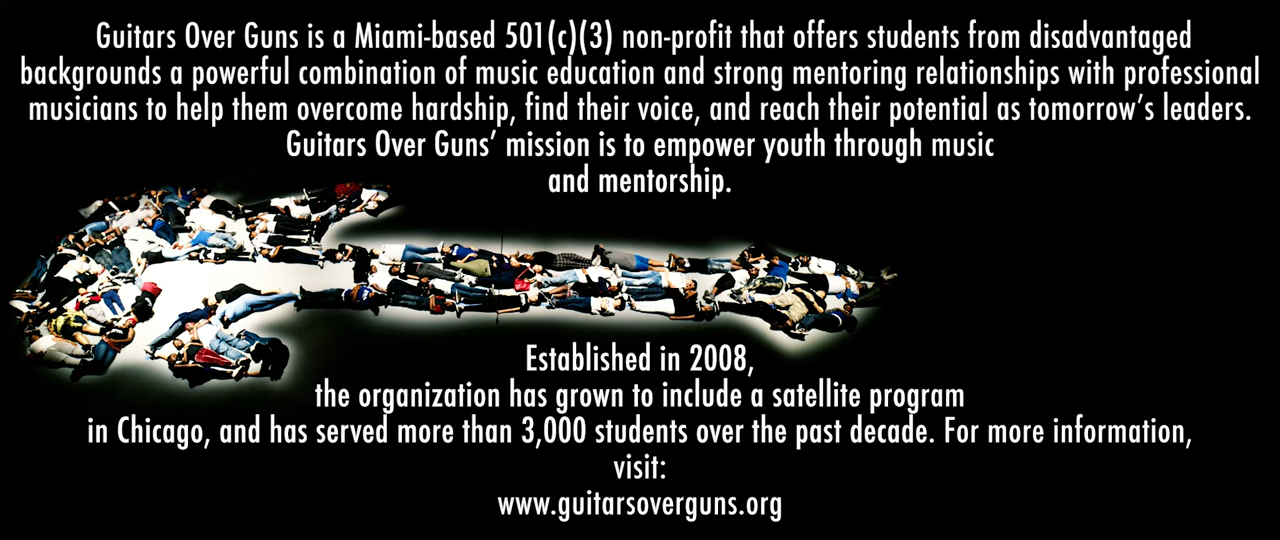 Guitars Over Guns is a Miami-based 501(c)(3) non-profit that offers students from disadvantaged
backgrounds a powerful combination of music education and strong mentoring relationships with professional
musicians to help them overcome hardship, find their voice, and reach their potential as tomorrow’s leaders.
Guitars Over Guns’ mission is to empower youth through music
and mentorship.
Established in 2008,
the organization has grown to include a satellite program
in Chicago, and has served more than 3,000 students over the past decade. For more information,
visit:
www.guitarsoverguns.org